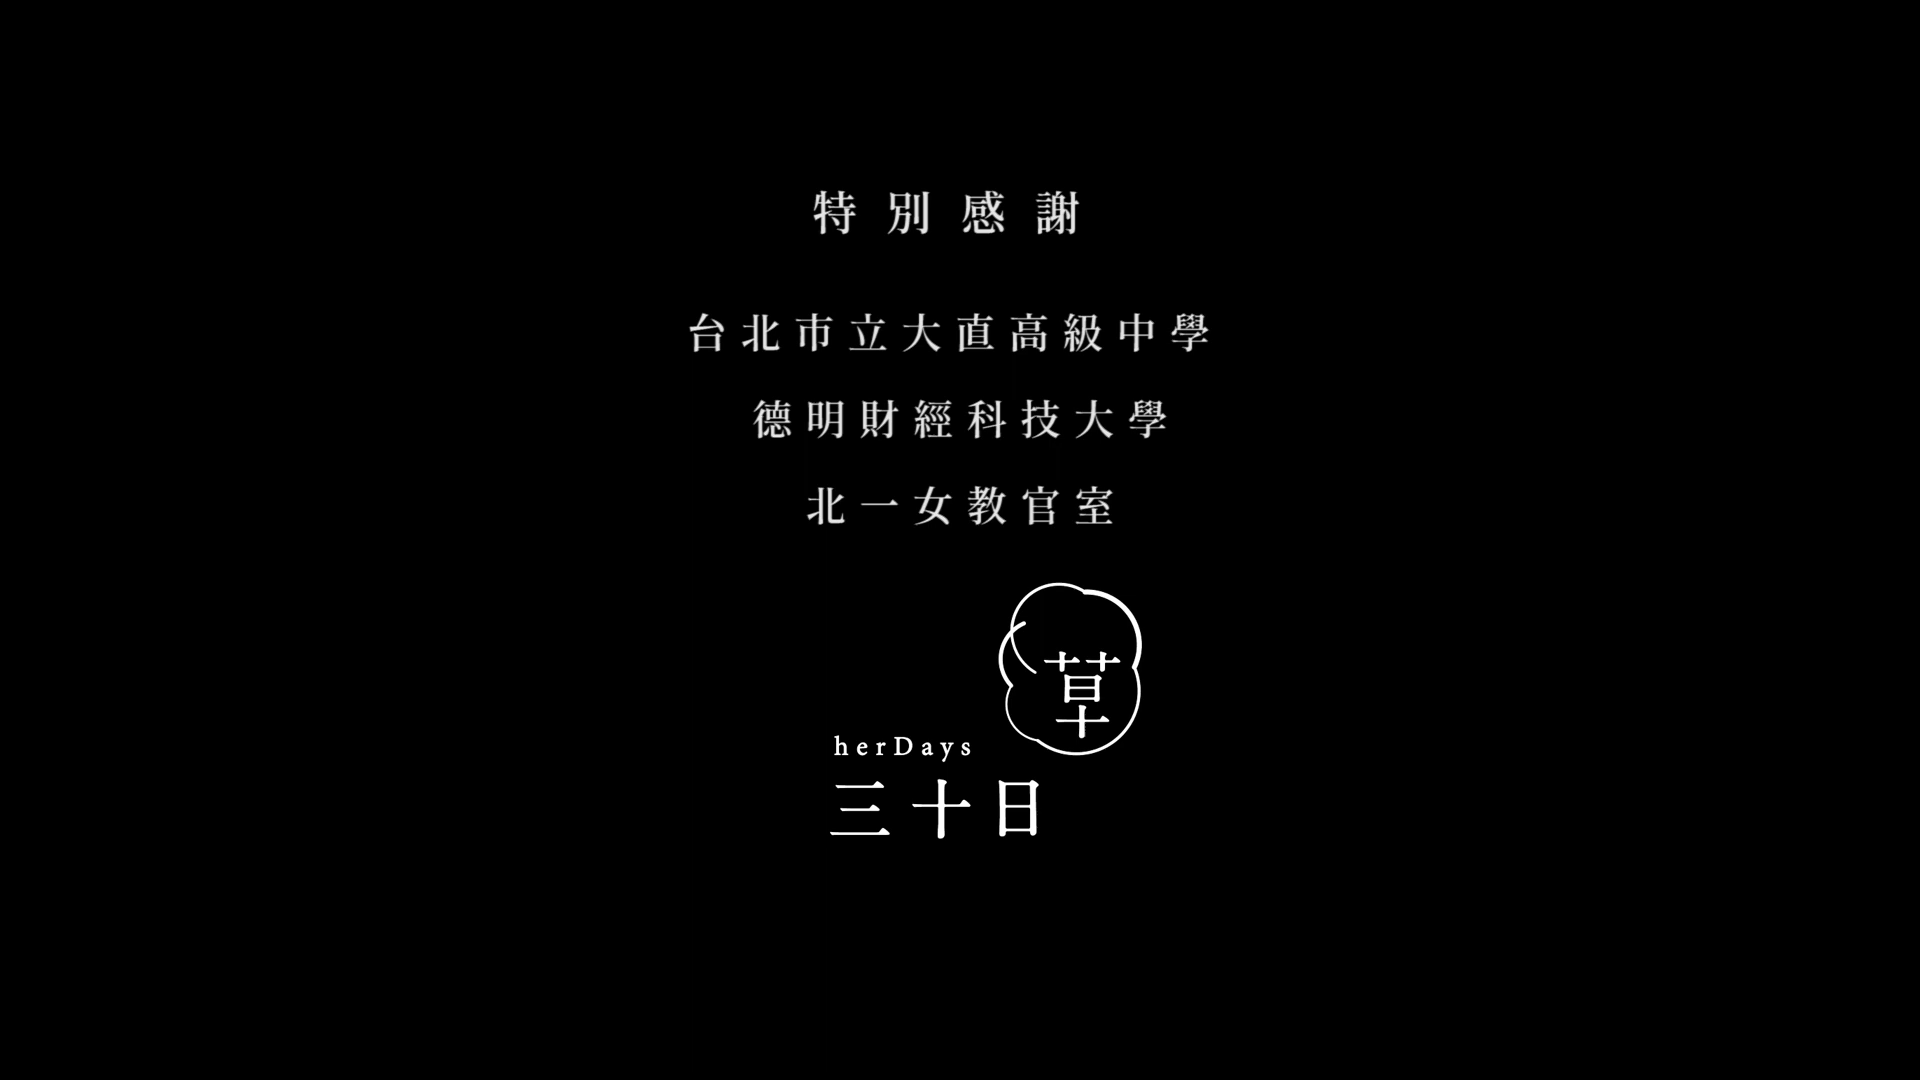 特別感謝
台北市立大直高級中學
德明財經科技大學
北一女教官室
草
herDays
三十日